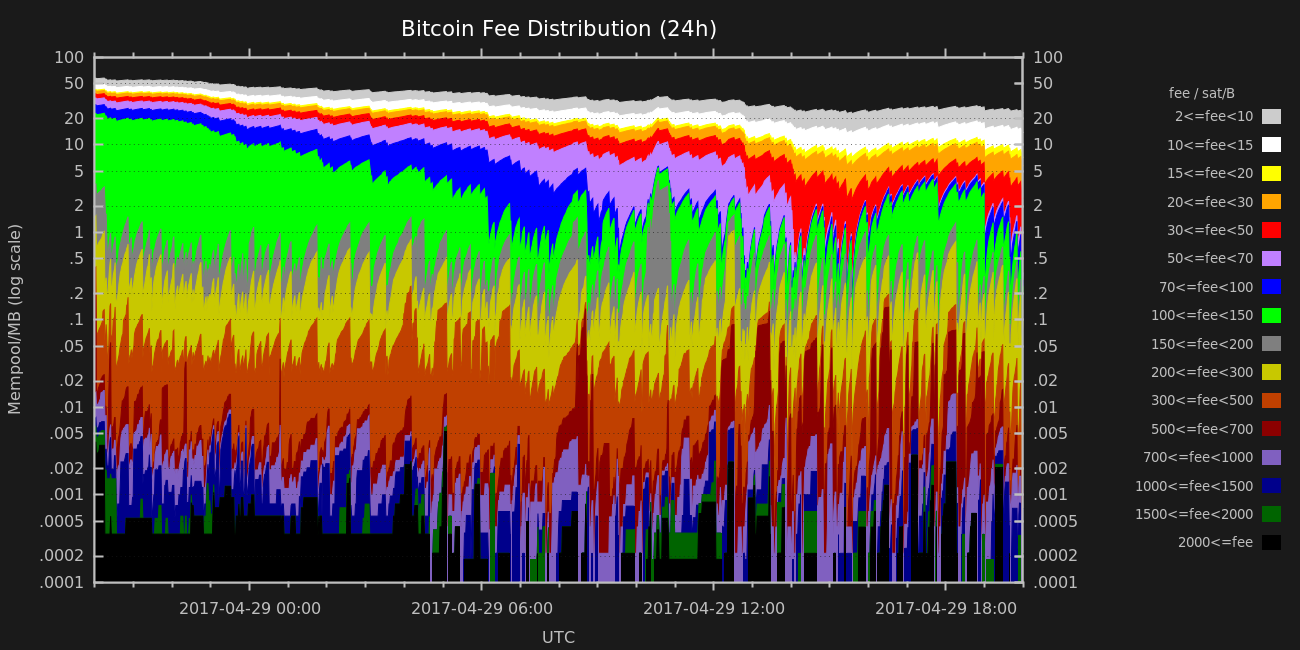 Bitcoin Fee Distribution (24h)
100
50
20
10
5
2
1
.5
.2
.1
.05
.02
.01
.005
.002
.001
.0005
.0002
.0001
Mempool/MB (log scale)
100
50
20
10
5
2
1
.5
.2
.1
.05
.02
.01
.005
.002
.001
.0005
.0002
.0001
fee / sat/B
2<=fee<10
10<=fee<15
15<=fee<20
20<=fee<30
30<=fee<50
50<=fee<70
70<=fee<100
100<=fee<150
150<=fee<200
200<=fee<300
300<=fee<500
500<=fee<700
700<=fee<1000
1000<=fee<1500
1500<=fee<2000
2000<=fee
2017-04-29 00:00
2017-04-29 06:00
2017-04-29 12:00
2017-04-29 18:00
UTC